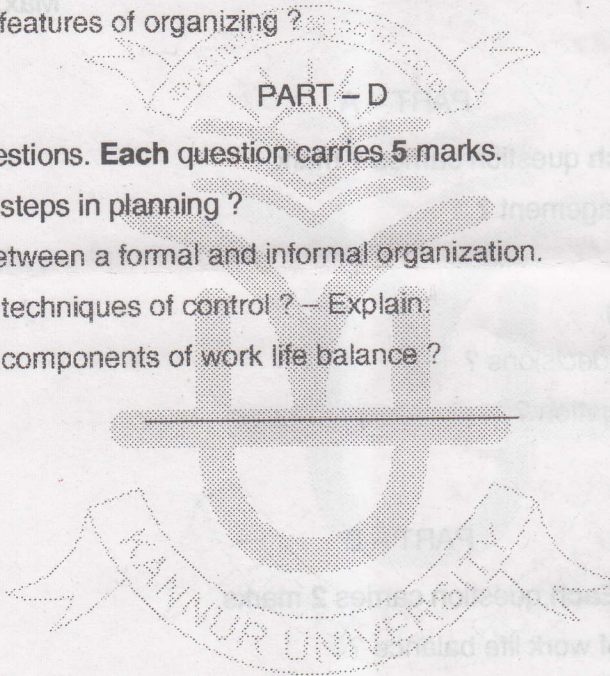 features of organizing ?
PART – D
estions. Each question carries 5 marks.
steps in planning ?
etween a formal and informal organization.
techniques of control ? – Explain.
components of work life balance ?
KANNUR UNIVERSITY